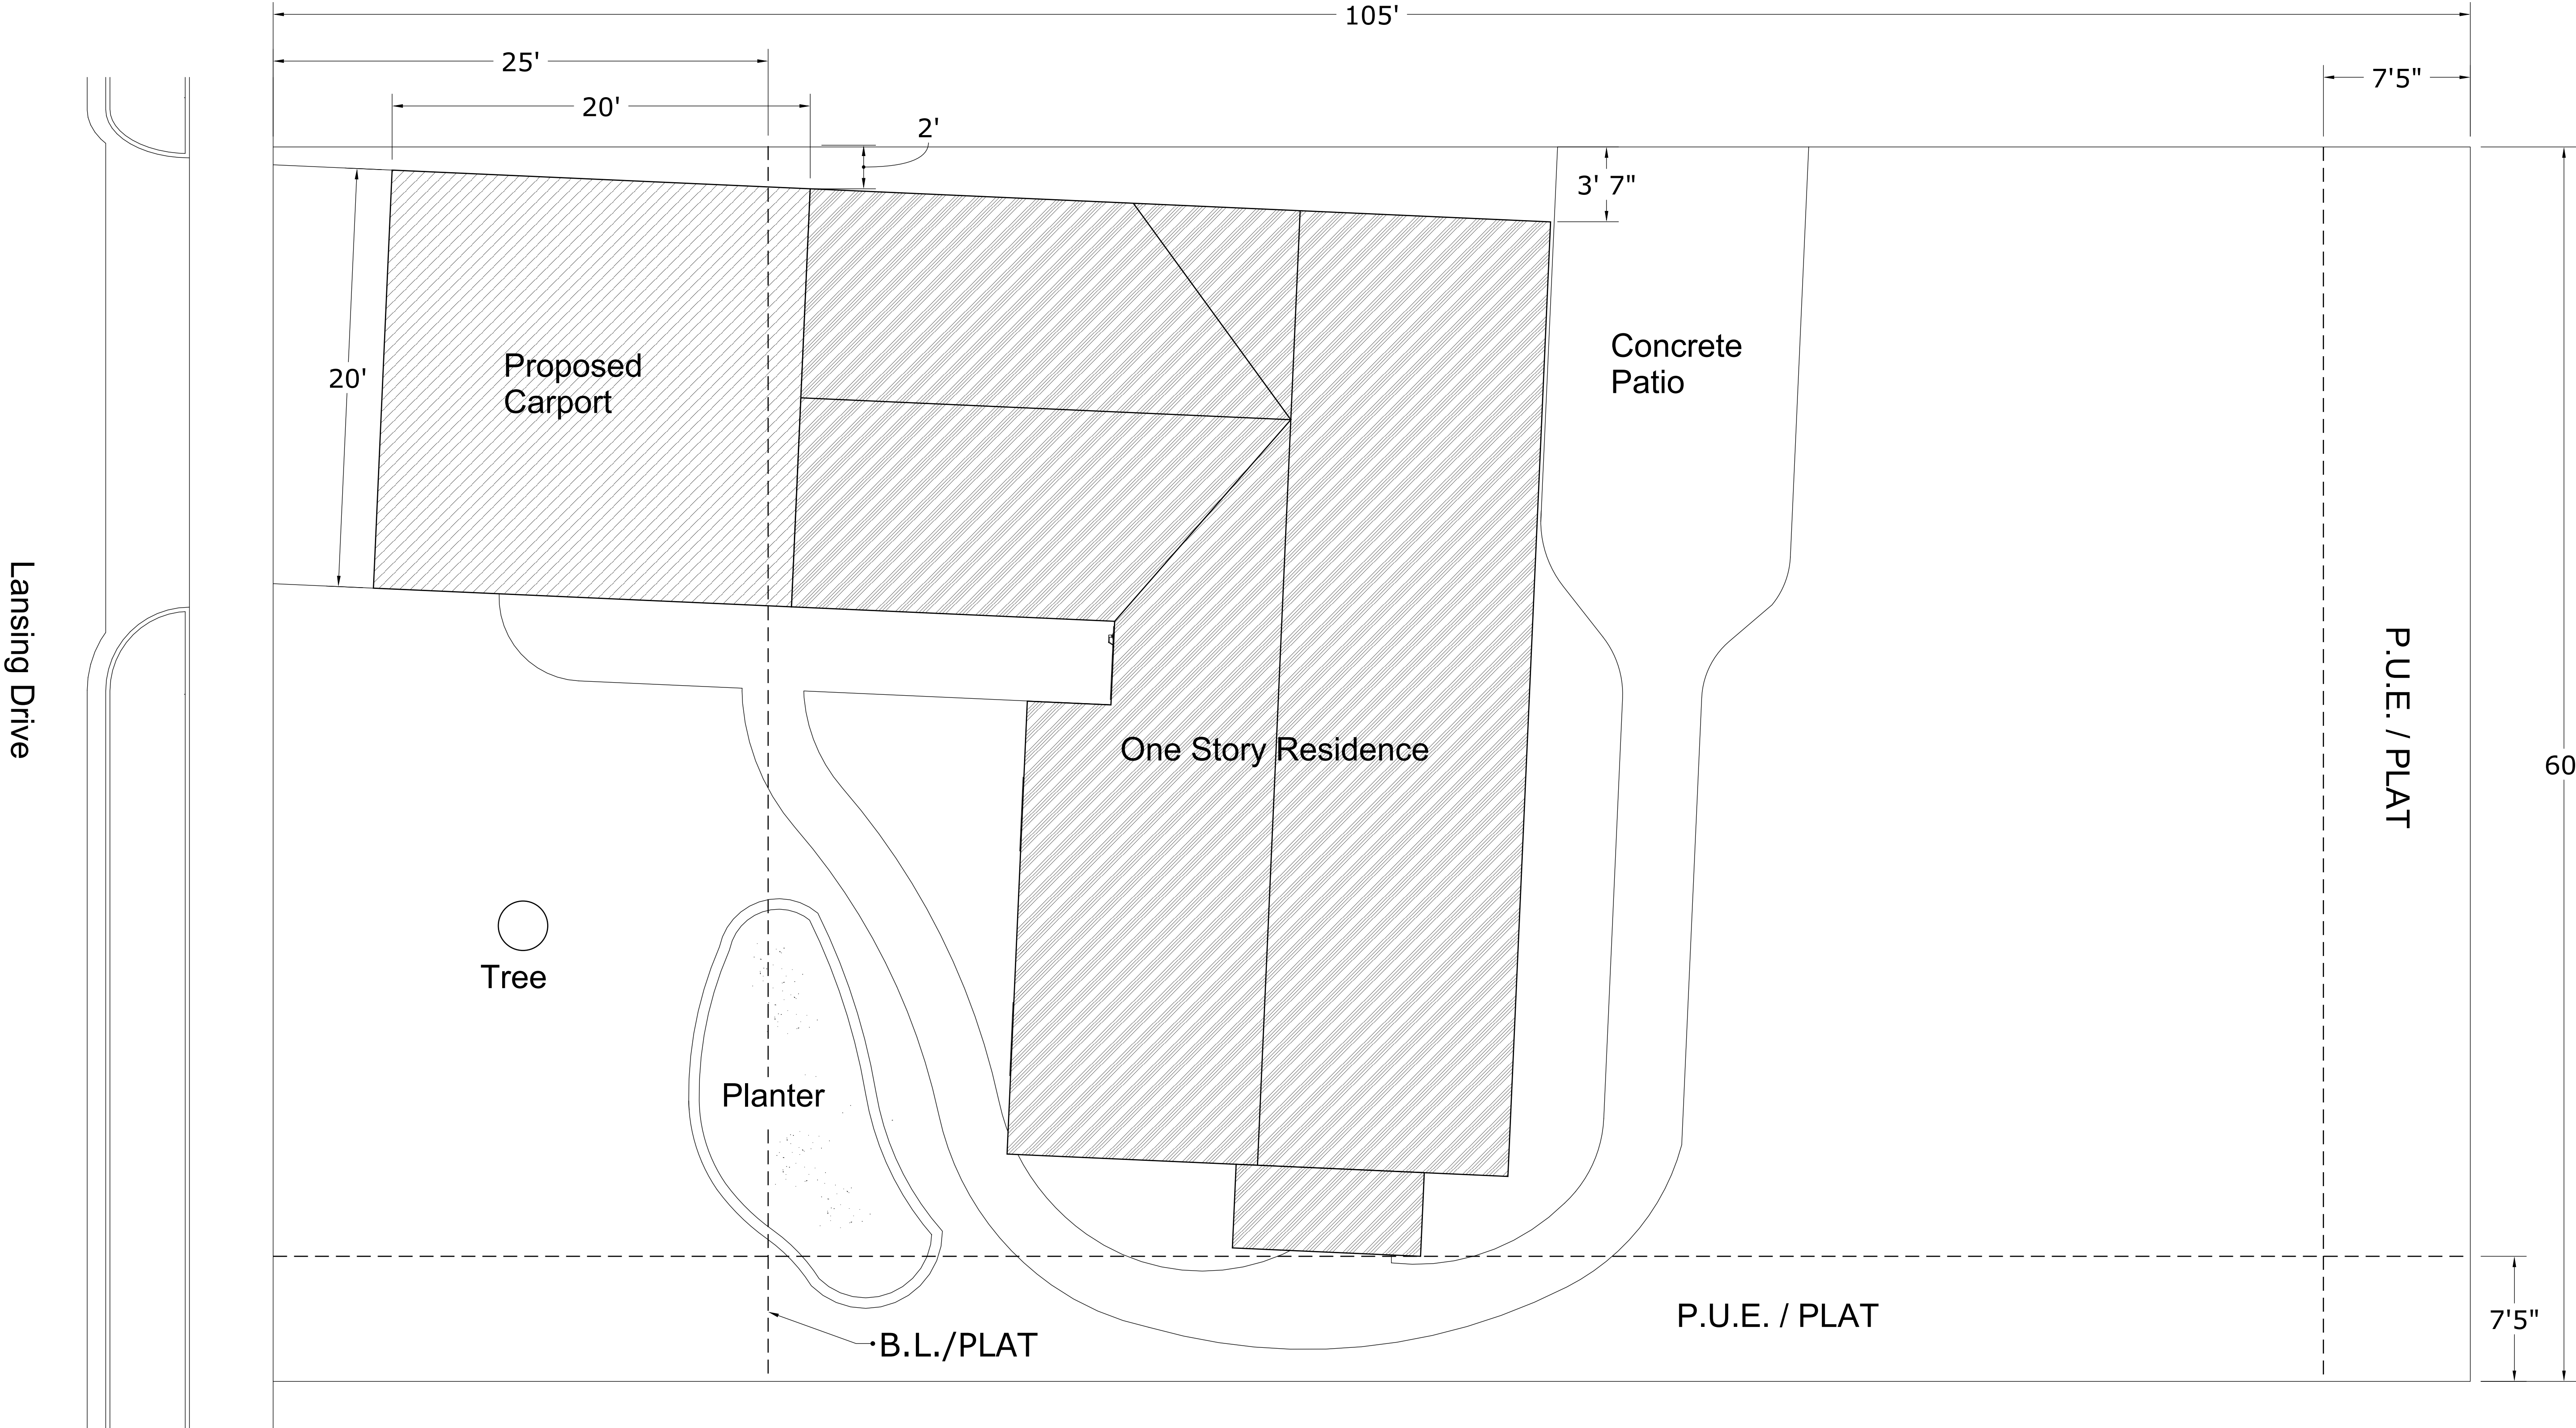 105'
25'
7'5"
20'
2'
3' 7"
Proposed
Carport
20'
Concrete
Patio
Lansing Drive
One Story Residence
P.U.E. / PLAT
60
Tree
Planter
P.U.E. / PLAT
7'5"
B.L./PLAT